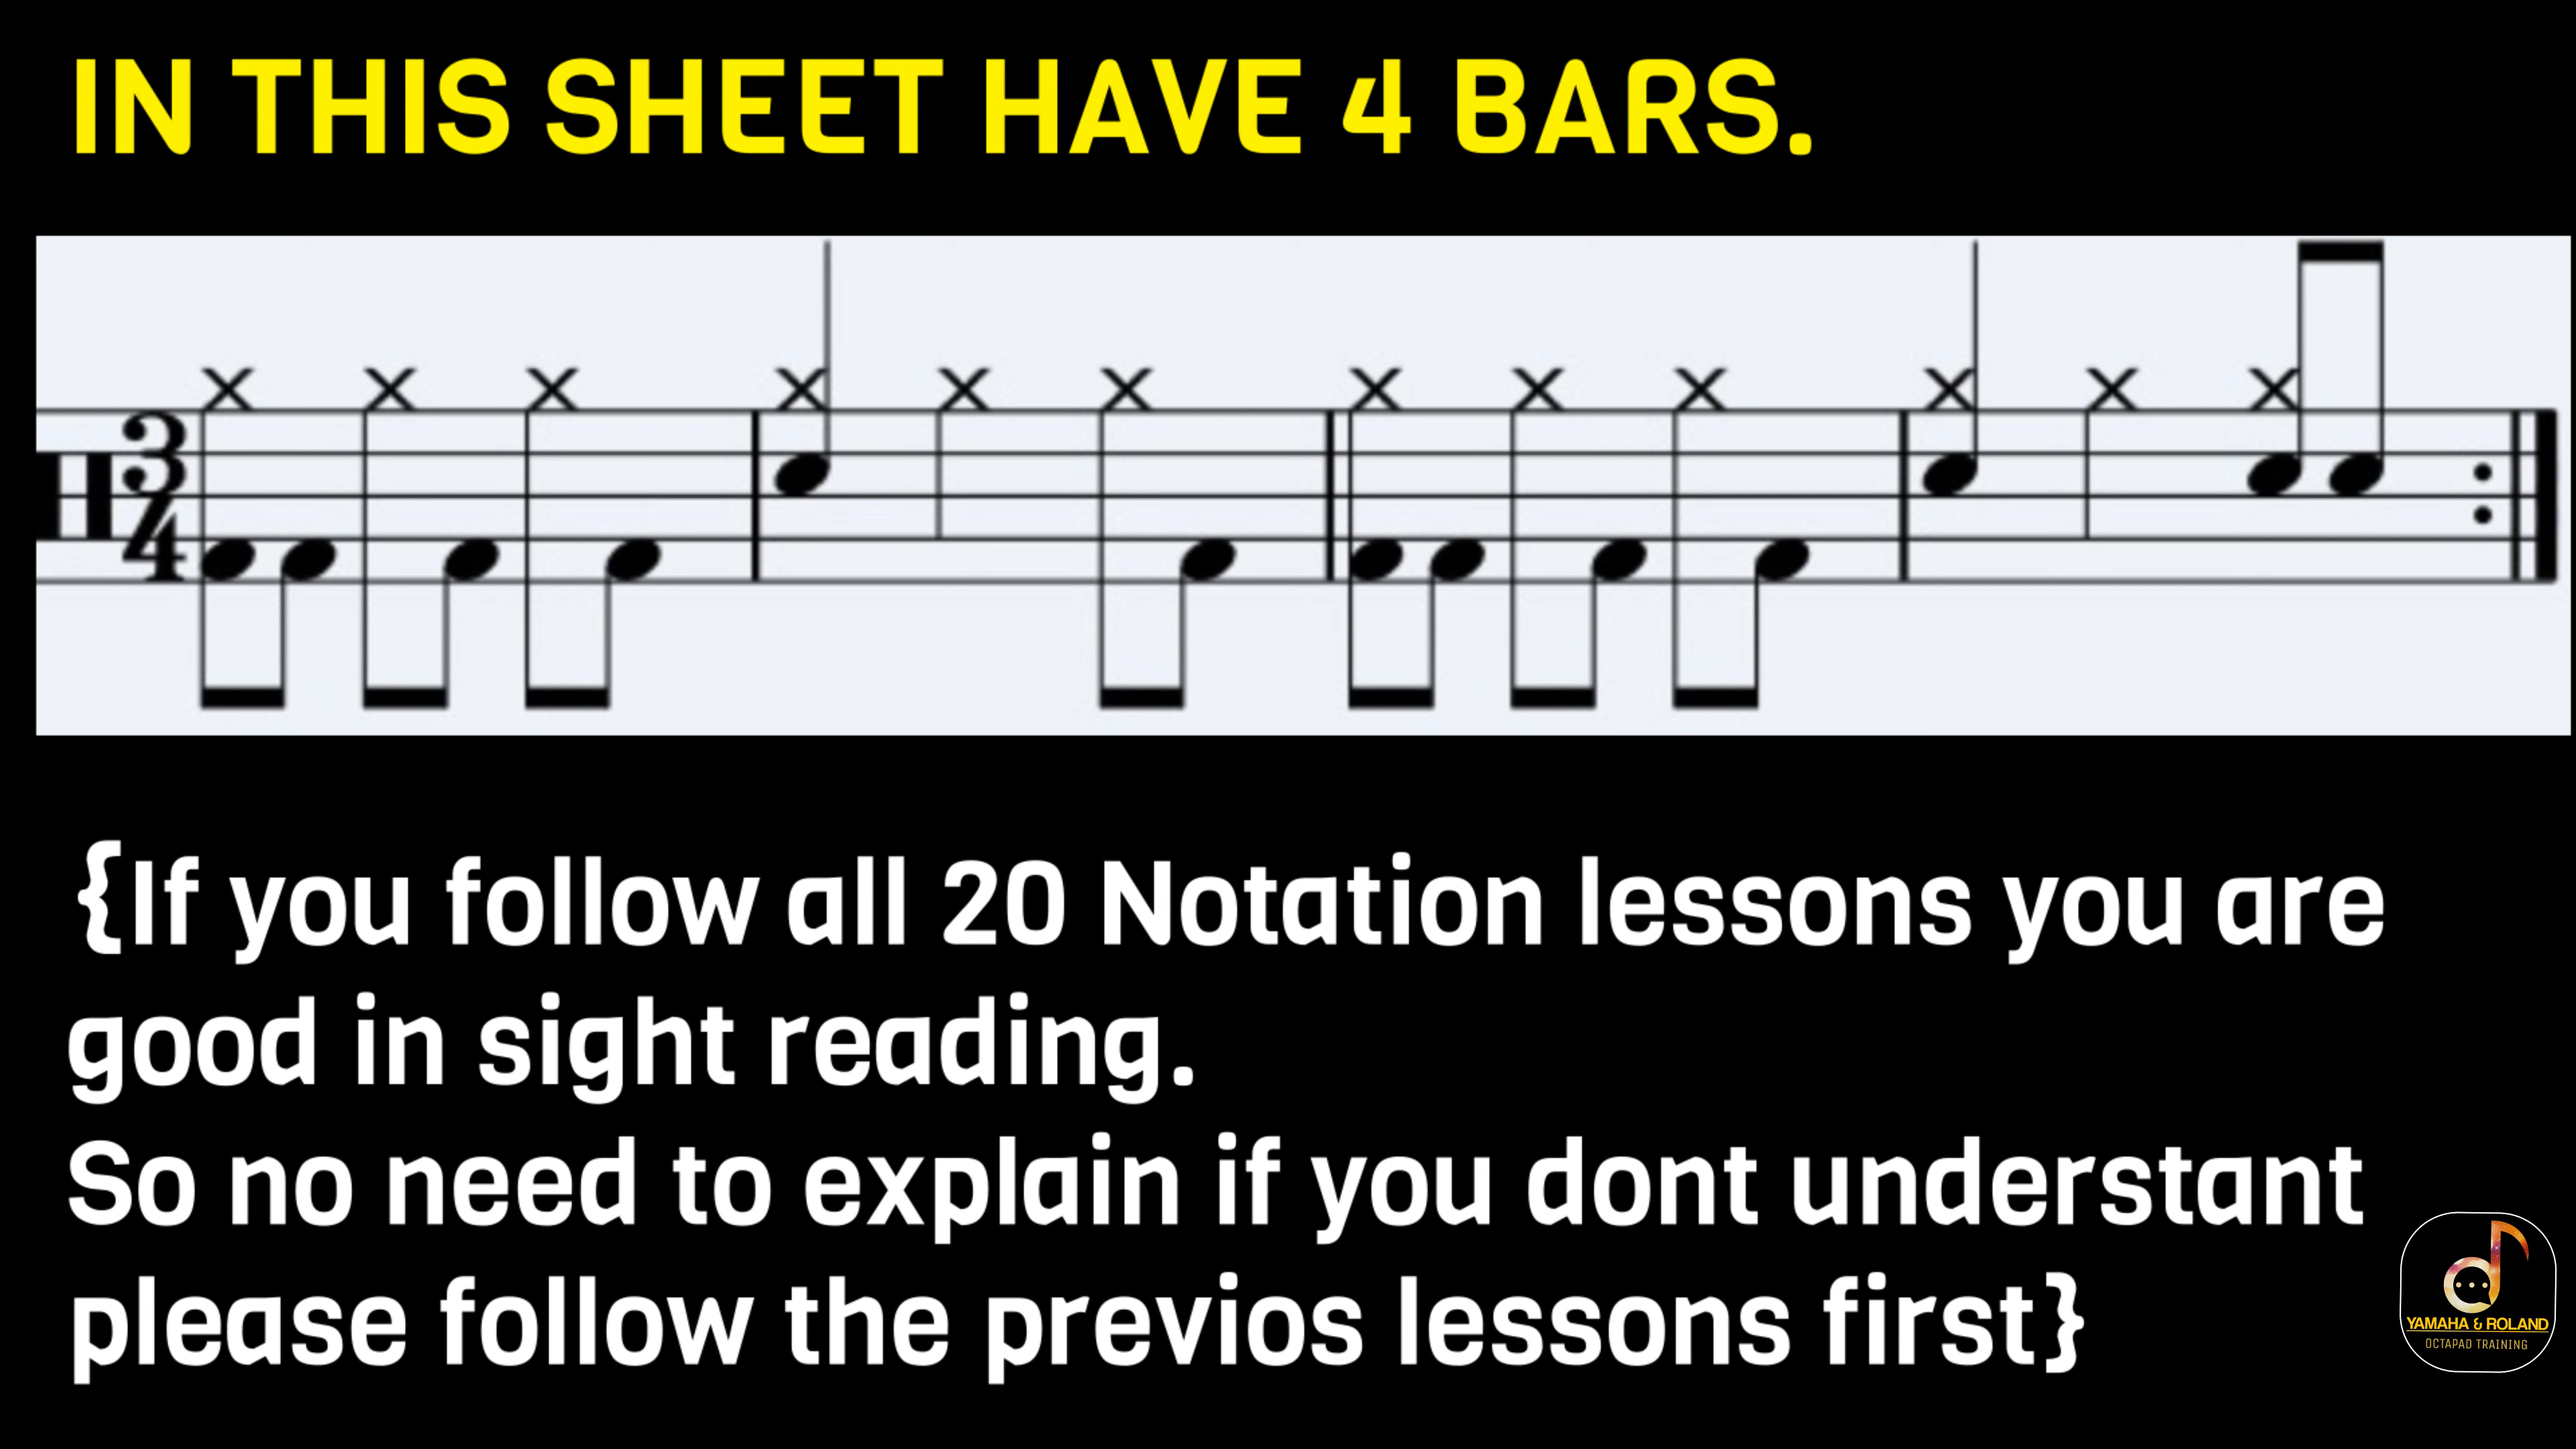 IN THIS SHEET HAVE 4 BARS.
3
4
{If you follow all 20 Notation lessons you are
good in sight reading.
So no need to explain if you dont understant
please follow the previos lessons first}
YAMAHA & ROLAND
OCTAPAD TRAINING